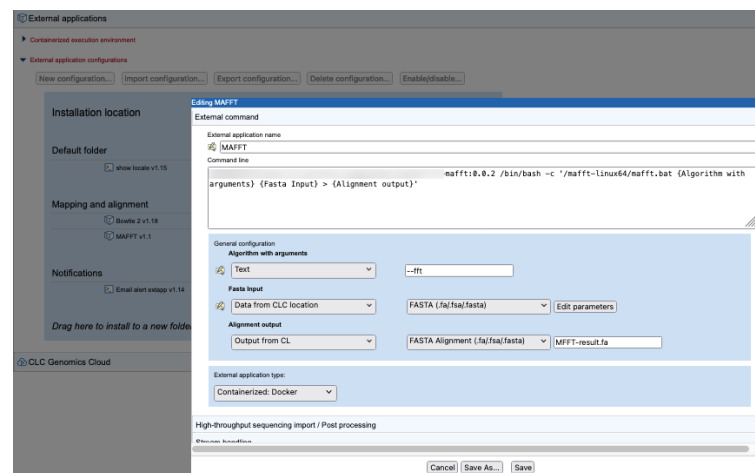 External applications
Containerized execution environment
External application configurations
New configuration... Import configuration... Export configuration... Delete configuration... Enable/disable...
Installation location
Default folder
show locale v1.15
Mapping and alignment
Bowtie 2 v1.18
MAFFT v1.1
Notifications
Email alert extapp v1.14
Drag here to install to a new folde
CLC Genomics Cloud
Editing MAFFT
External command
External application name
MAFFT
Command line
mafft:0.0.2 /bin/bash -c '/mafft-linux64/mafft.bat {Algorithm with
arguments} {Fasta Input} > {Alignment output}'
General configuration
Algorithm with arguments
Text --fft
Fasta Input
Data from CLC location FASTA (.fa/.fsa/.fasta) Edit parameters
Alignment output
Output from CL FASTA Alignment (.fa/.fsa/.fasta) MFFT-result.fa
External application type:
Containerized: Docker
High-throughput sequencing import / Post processing
Stream handling
Cancel Save As... Save